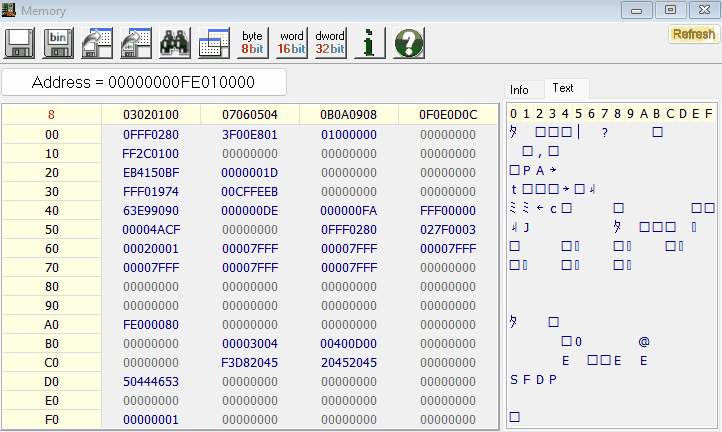 Memory
bin
byte 8bit
word 16bit
dword 32bit
i
?
Refresh
Address = 00000000FE010000
Info Text
8 03020100 07060504 0B0A0908 0F0E0D0C 0 1 2 3 4 5 6 7 8 9 A B C D E F
00 0FFF0280 3F00E801 01000000 00000000 ﾀ □□□ ? □
10 FF2C0100 00000000 00000000 00000000 □ , □
20 EB4150BF 0000001D 00000000 00000000 □ P A
30 FFF01974 00CFFEEB 00000000 00000000 t □□□ □
40 63E99090 000000DE 000000FA FFF00000 c □ □ □□
50 00004ACF 00000000 0FFF0280 027F0003 J ﾀ □□□
60 00020001 00007FFF 00007FFF 00007FFF □ □ □ □
70 00007FFF 00007FFF 00007FFF 00000000 □ □ □
80 00000000 00000000 00000000 00000000
90 00000000 00000000 00000000 00000000
A0 FE000080 00000000 00000000 00000000 ﾀ □
B0 00000000 00003004 00400D00 00000000 □ 0 @
C0 00000000 F3D82045 20452045 00000000 E □□ E E
D0 50444653 00000000 00000000 00000000 S F D P
E0 00000000 00000000 00000000 00000000
F0 00000001 00000000 00000000 00000000 □